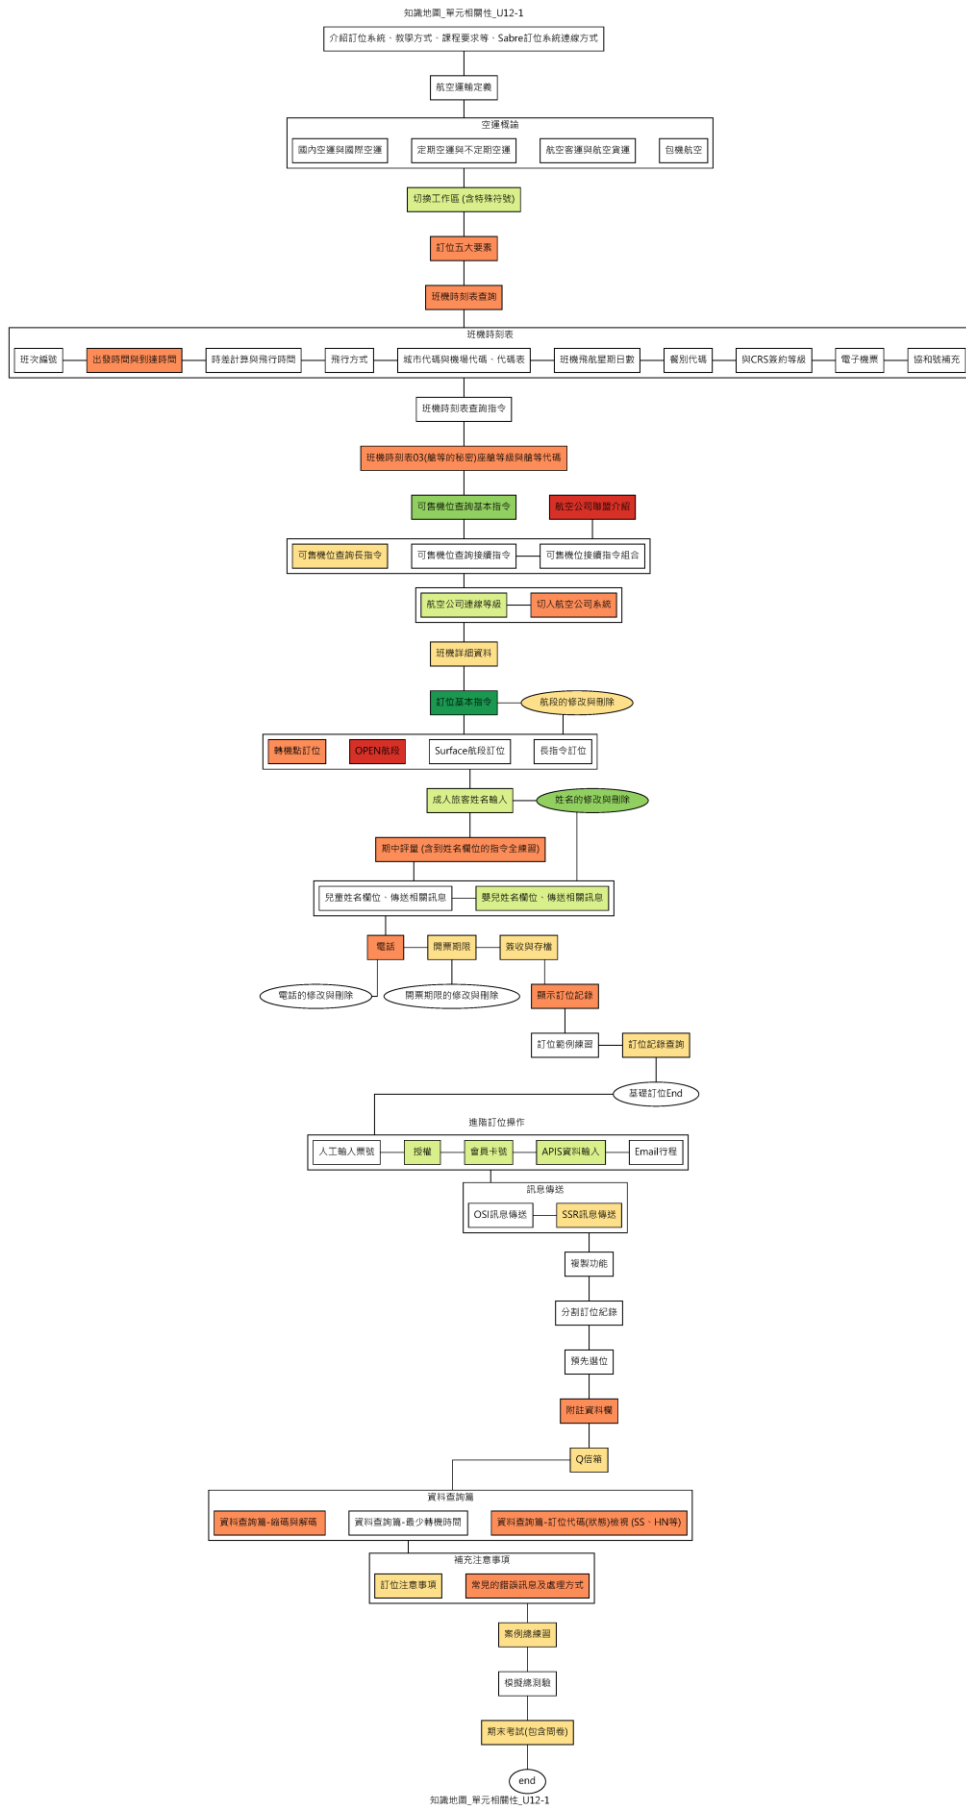 知識地圖_單元相關性_U12-1
介紹訂位系統、教學方式、課程要求等、Sabre訂位系統連線方式
航空運輸定義
空運概論
國內空運與國際空運
定期空運與不定期空運
航空客運與航空貨運
包機航空
切換工作區 (含特殊符號)
訂位五大要素
班機時刻表查詢
班機時刻表
班次編號
出發時間與到達時間
時差計算與飛行時間
飛行方式
城市代碼與機場代碼、代碼表
班機飛航星期日數
餐別代碼
與CRS簽約等級
電子機票
協和號補充
班機時刻表查詢指令
班機時刻表03(艙等的秘密)座艙等級與艙等代碼
可售機位查詢基本指令
航空公司聯盟介紹
可售機位查詢長指令
可售機位查詢接續指令
可售機位接續指令組合
航空公司連線等級
切入航空公司系統
班機詳細資料
訂位基本指令
航段的修改與刪除
轉機點訂位
OPEN航段
Surface航段訂位
長指令訂位
成人旅客姓名輸入
姓名的修改與刪除
期中評量 (含到姓名欄位的指令全練習)
兒童姓名欄位、傳送相關訊息
嬰兒姓名欄位、傳送相關訊息
電話
開票期限
簽收與存檔
電話的修改與刪除
開票期限的修改與刪除
顯示訂位記錄
訂位範例練習
訂位記錄查詢
基礎訂位End
進階訂位操作
人工輸入票號
授權
會員卡號
APIS資料輸入
Email行程
訊息傳送
OSI訊息傳送
SSR訊息傳送
複製功能
分割訂位紀錄
預先選位
附註資料欄
Q信箱
資料查詢篇
資料查詢篇-縮碼與解碼
資料查詢篇-最少轉機時間
資料查詢篇-訂位代碼(狀態)檢視 (SS、HN等)
補充注意事項
訂位注意事項
常見的錯誤訊息及處理方式
案例總練習
模擬總測驗
期末考試(包含問卷)
end
知識地圖_單元相關性_U12-1